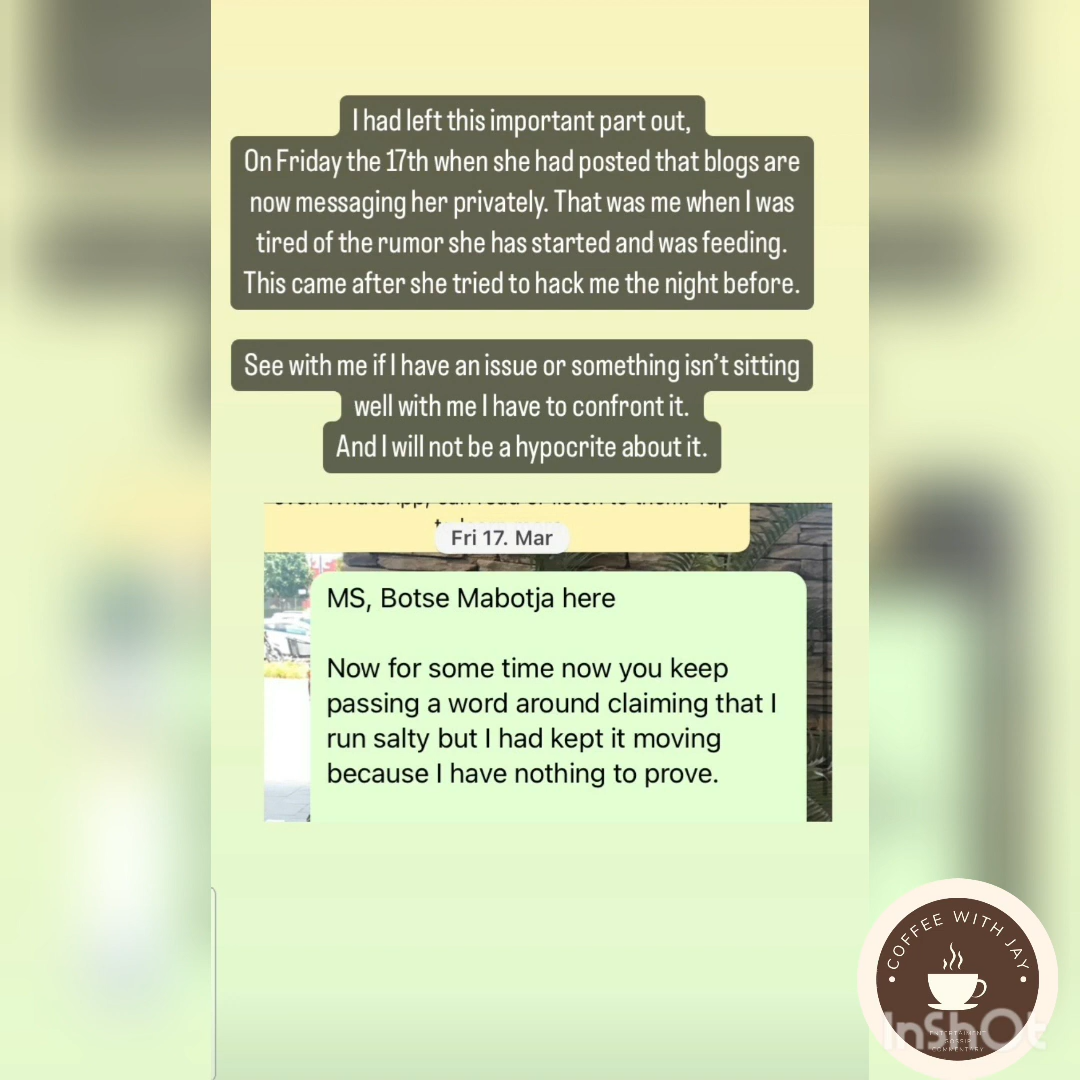 I had left this important part out,
On Friday the 17th when she had posted that blogs are
now messaging her privately. That was me when I was
tired of the rumor she has started and was feeding.
This came after she tried to hack me the night before.
See with me if I have an issue or something isn't sitting
well with me I have to confront it.
And I will not be a hypocrite about it.
Fri 17. Mar
MS, Botse Mabotja here
Now for some time now you keep
passing a word around claiming that I
run salty but I had kept it moving
because I have nothing to prove.
COFFEE WITH JAY
ENTERTAIMENT
GOSSIP
COMMENTARY
InShOt